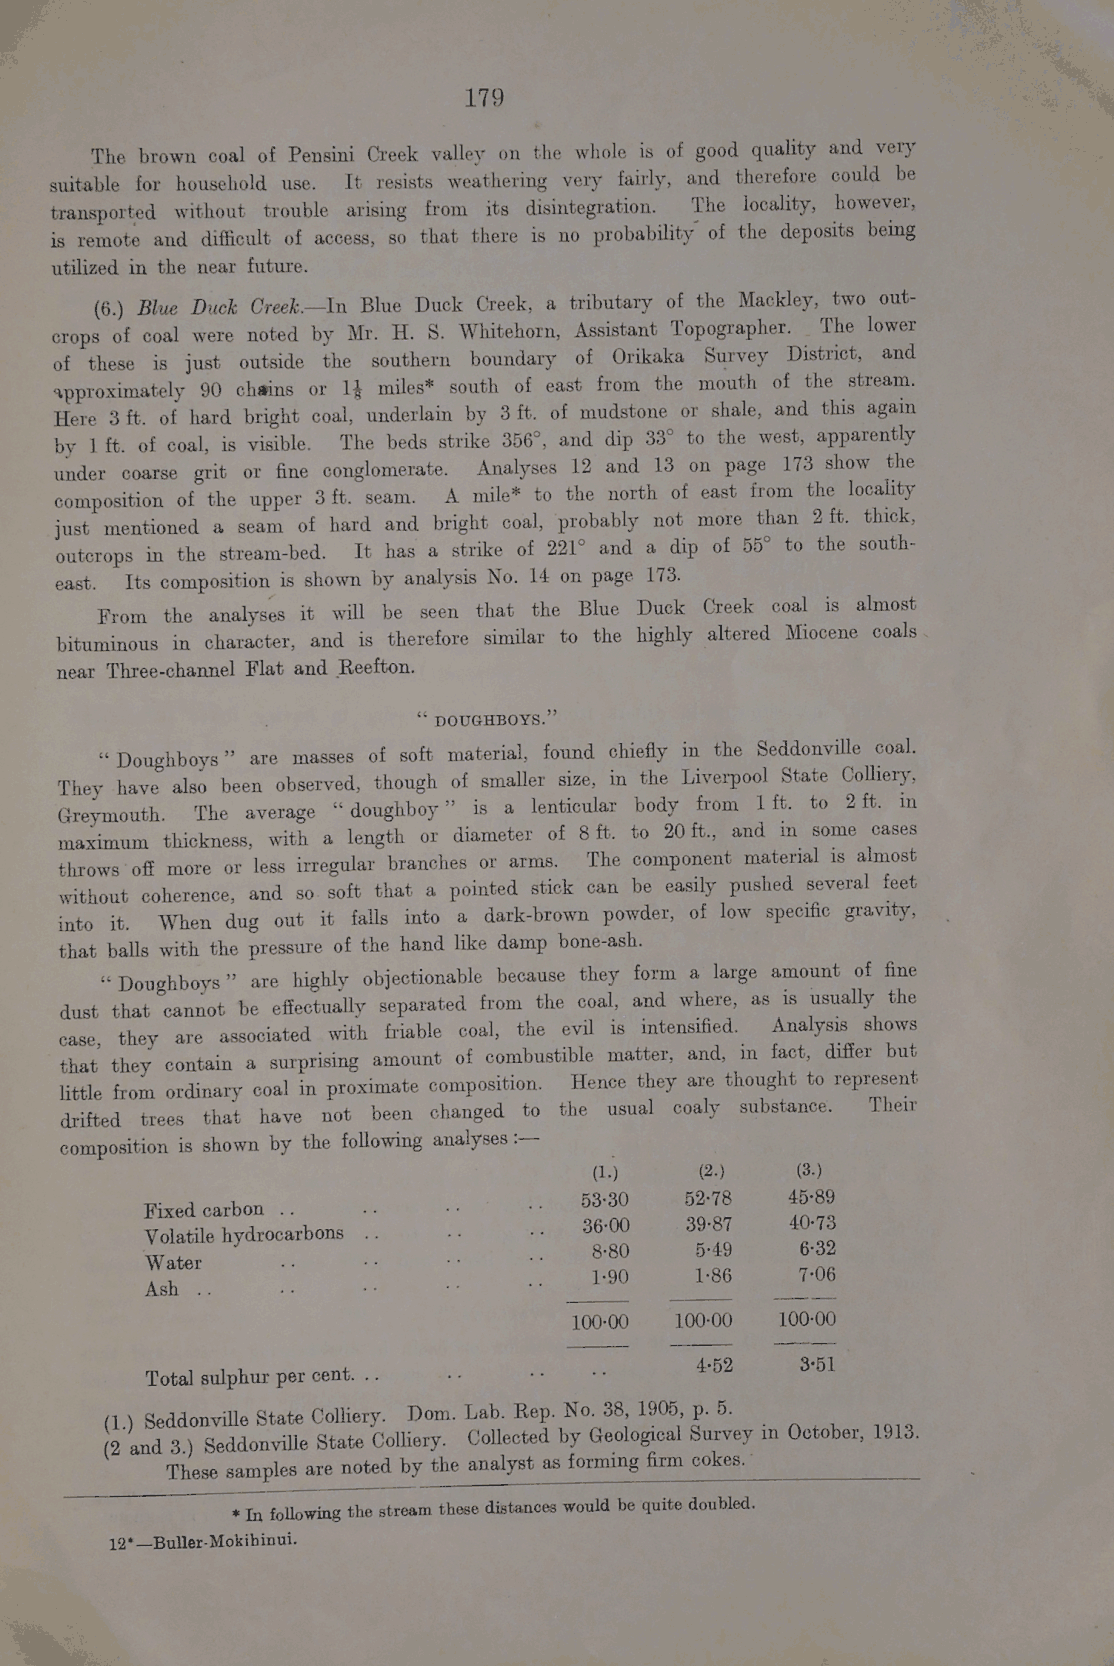 179
The brown coal of Pensini Creek valley on the whole is of good quality and very
suitable for household use. It resists weathering very fairly, and therefore could be
transported without trouble arising from its disintegration. The locality, however,
is remote and difficult of access, so that there is no probability of the deposits being
utilized in the near future.
(6.) Blue Duck Creek.—In Blue Duck Creek, a tributary of the Mackley, two out-
crops of coal were noted by Mr. H. S. Whitehorn, Assistant Topographer. The lower
of these is just outside the southern boundary of Orikaka Survey District, and
approximately 90 chains or 1⅛ miles* south of east from the mouth of the stream.
Here 3 ft. of hard bright coal, underlain by 3 ft. of mudstone or shale, and this again
by 1 ft. of coal, is visible. The beds strike 356°, and dip 33° to the west, apparently
under coarse grit or fine conglomerate. Analyses 12 and 13 on page 173 show the
composition of the upper 3 ft. seam. A mile* to the north of east from the locality
just mentioned a seam of hard and bright coal, probably not more than 2 ft. thick,
outcrops in the stream-bed. It has a strike of 221° and a dip of 55° to the south-
east. Its composition is shown by analysis No. 14 on page 173.
From the analyses it will be seen that the Blue Duck Creek coal is almost
bituminous in character, and is therefore similar to the highly altered Miocene coals
near Three-channel Flat and Reefton.
“ DOUGHBOYS.”
“ Doughboys ” are masses of soft material, found chiefly in the Seddonville coal.
They have also been observed, though of smaller size, in the Liverpool State Colliery,
Greymouth. The average “ doughboy ” is a lenticular body from 1 ft. to 2 ft. in
maximum thickness, with a length or diameter of 8 ft. to 20 ft., and in some cases
throws off more or less irregular branches or arms. The component material is almost
without coherence, and so soft that a pointed stick can be easily pushed several feet
into it. When dug out it falls into a dark-brown powder, of low specific gravity,
that balls with the pressure of the hand like damp bone-ash.
“ Doughboys ” are highly objectionable because they form a large amount of fine
dust that cannot be effectually separated from the coal, and where, as is usually the
case, they are associated with friable coal, the evil is intensified. Analysis shows
that they contain a surprising amount of combustible matter, and, in fact, differ but
little from ordinary coal in proximate composition. Hence they are thought to represent
drifted trees that have not been changed to the usual coaly substance. Their
composition is shown by the following analyses :—
(1.) (2.) (3.)
Fixed carbon .. .. .. .. 53·30 52·78 45·89
Volatile hydrocarbons .. .. .. 36·00 39·87 40·73
Water .. .. .. .. 8·80 5·49 6·32
Ash .. .. .. .. .. 1·90 1·86 7·06
100·00 100·00 100·00
Total sulphur per cent. .. .. .. .. 4·52 3·51
(1.) Seddonville State Colliery. Dom. Lab. Rep. No. 38, 1905, p. 5.
(2 and 3.) Seddonville State Colliery. Collected by Geological Survey in October, 1913.
These samples are noted by the analyst as forming firm cokes.
* In following the stream these distances would be quite doubled.
12*—Buller-Mokihinui.